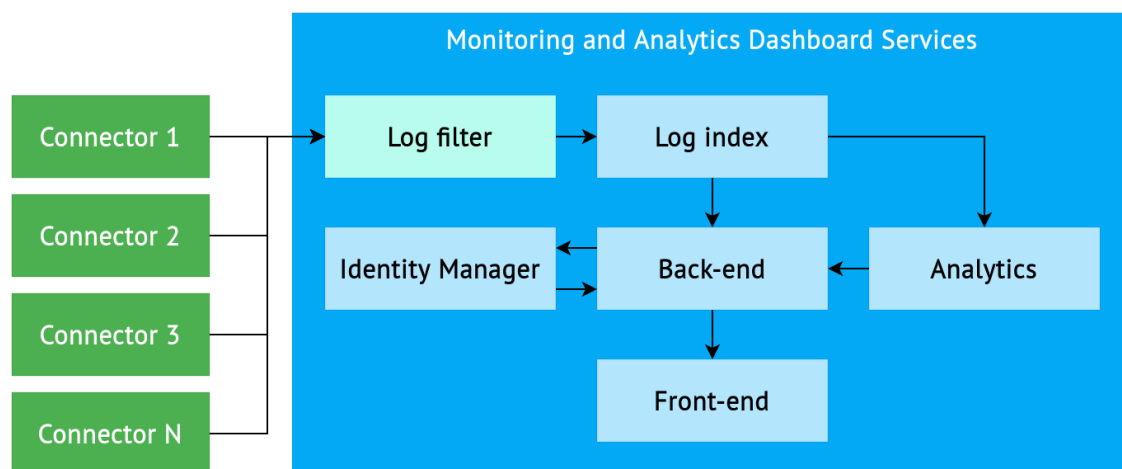 Monitoring and Analytics Dashboard Services
Connector 1
Log filter
Log index
Connector 2
Identity Manager
Back-end
Analytics
Connector 3
Front-end
Connector N